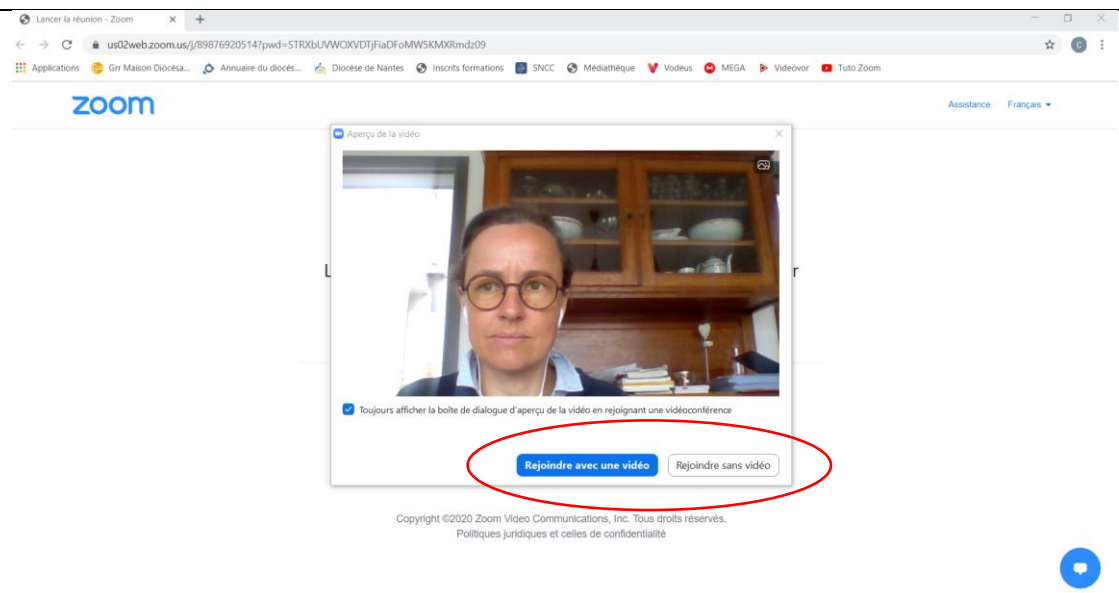 Lancer la réunion - Zoom
us02web.zoom.us/j/89876920514?pwd=STRXbUVWOXVDTjFiaDFoMW5KMXRmdz09
C
Applications Grr Maison Diocésa... Annuaire du diocès... Diocèse de Nantes Inscrits formations SNCC Médiathèque Vodeus MEGA Videovor Tuto Zoom
zoom
Assistance Français
Aperçu de la vidéo
L r
Toujours afficher la boîte de dialogue d'aperçu de la vidéo en rejoignant une vidéoconférence
Rejoindre avec une vidéo Rejoindre sans vidéo
Copyright ©2020 Zoom Video Communications, Inc. Tous droits réservés.
Politiques juridiques et celles de confidentialité